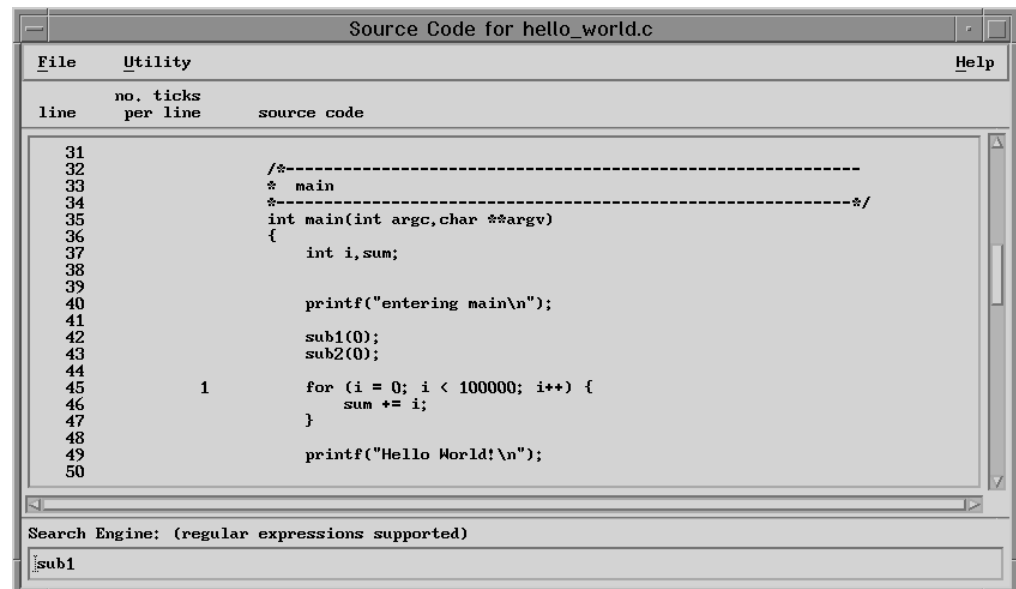 Source Code for hello_world.c
File Utility Help
no. ticks
line per line source code
31
32 /*------------------------------------------------------------
33 * main
34 *------------------------------------------------------------*/
35 int main(int argc,char **argv)
36 {
37 int i,sum;
38
39
40 printf("entering main\n");
41
42 sub1(0);
43 sub2(0);
44
45 1 for (i = 0; i < 100000; i++) {
46 sum += i;
47 }
48
49 printf("Hello World!\n");
50
Search Engine: (regular expressions supported)
sub1